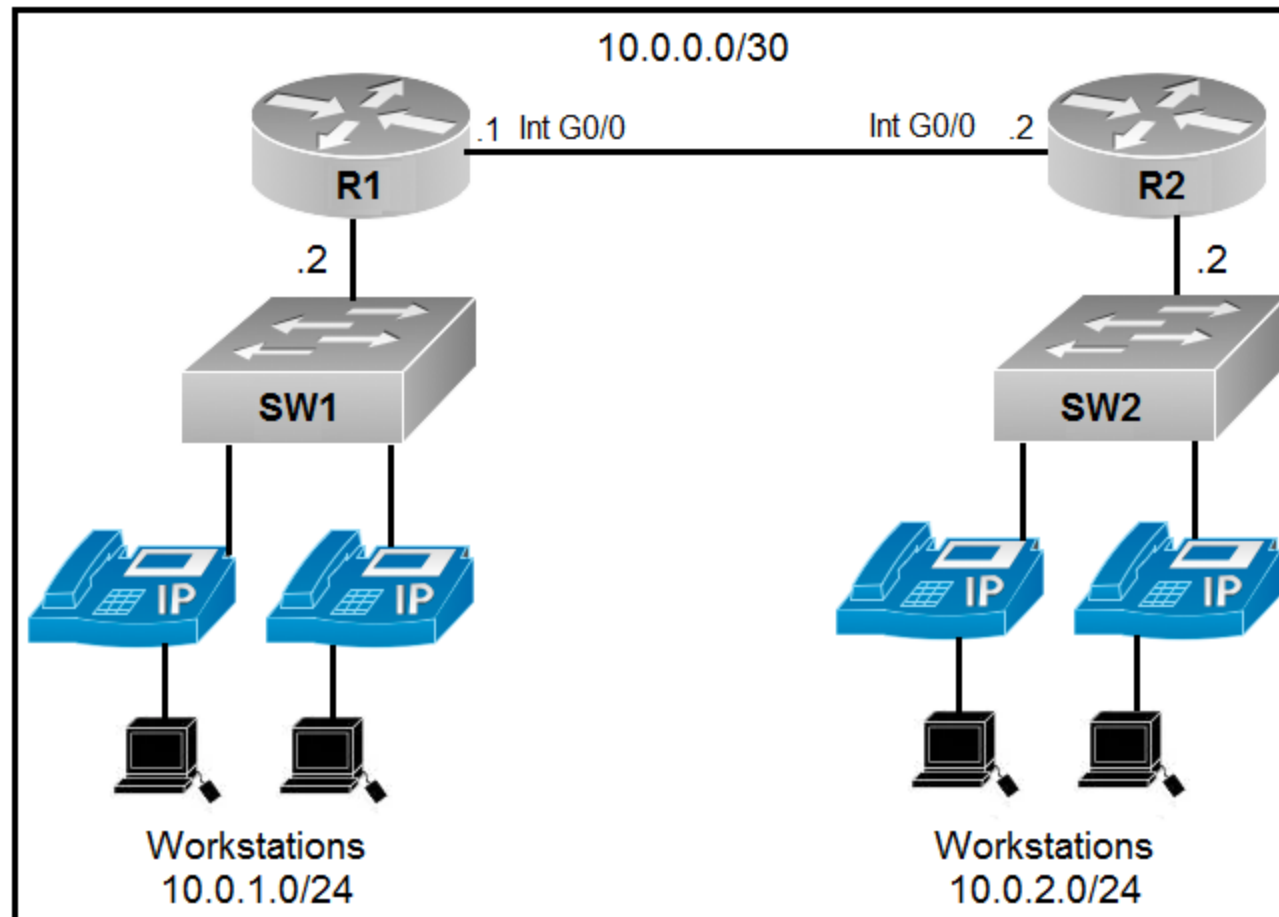 10.0.0.0/30
.1 Int G0/0
Int G0/0 .2
R1
R2
.2
.2
SW1
SW2
IP
IP
IP
IP
Workstations
10.0.1.0/24
Workstations
10.0.2.0/24